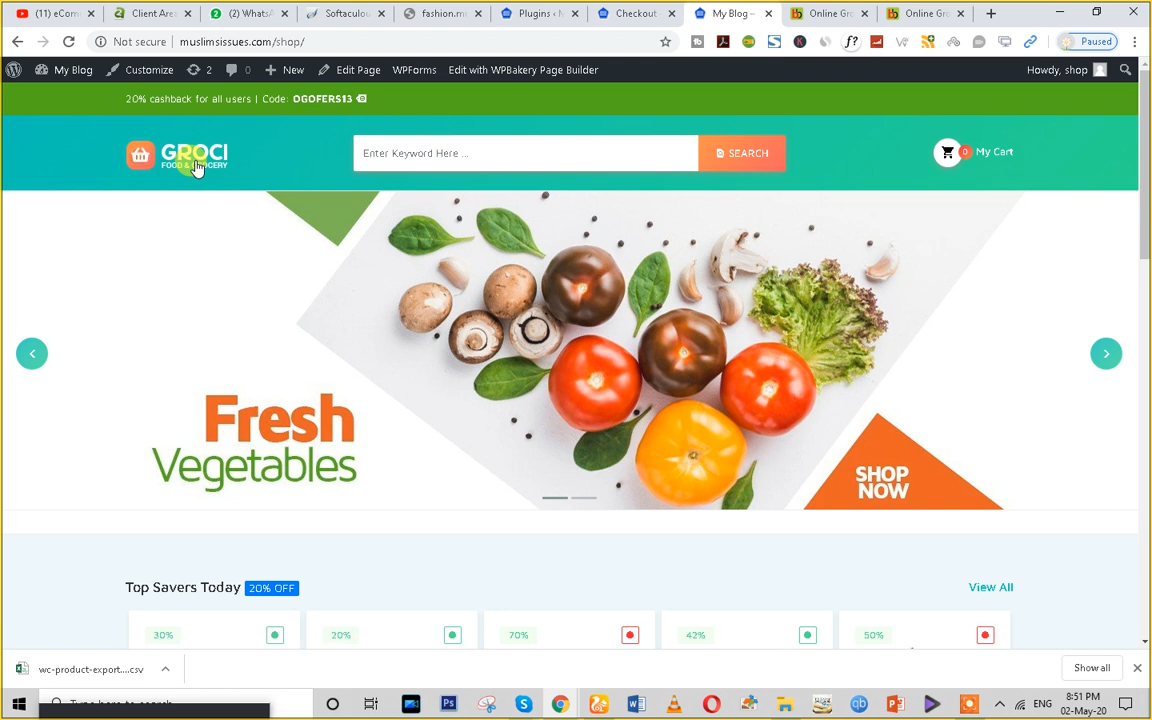 (11) eCom
Client Area
(2) WhatsA
Softaculou
fashion.m
Plugins ‹ M
Checkout
My Blog –
Online Gro
Online Gro
Not secure | muslimsissues.com/shop/
Paused
My Blog
Customize
2
0
New
Edit Page
WPForms
Edit with WPBakery Page Builder
Howdy, shop
20% cashback for all users | Code: OGOFERS13
GROCI
FOOD & GROCERY
Enter Keyword Here ...
SEARCH
0 My Cart
Fresh
Vegetables
SHOP
NOW
Top Savers Today 20% OFF
View All
30%
20%
70%
42%
50%
wc-product-export....csv
Show all
8:51 PM
ENG
02-May-20